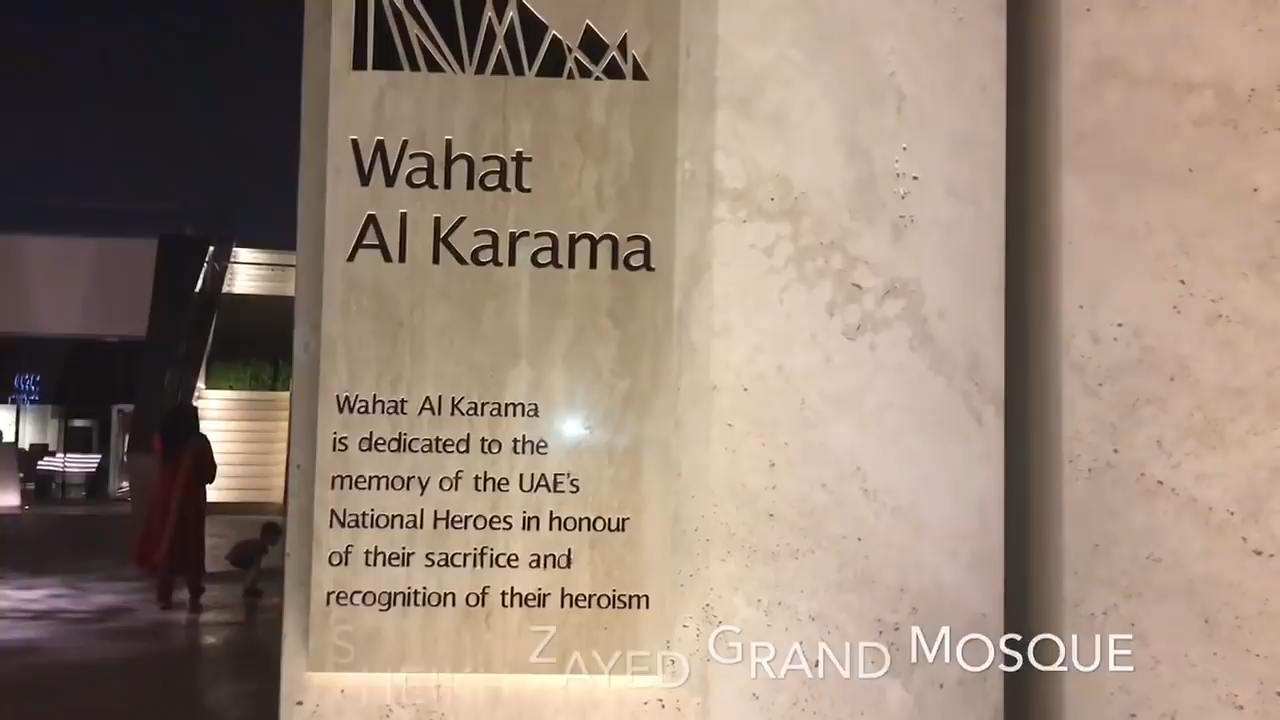 Wahat
Al Karama
Wahat Al Karama
is dedicated to the
memory of the UAE's
National Heroes in honour
of their sacrifice and
recognition of their heroism
SHEIKH ZAYED GRAND MOSQUE